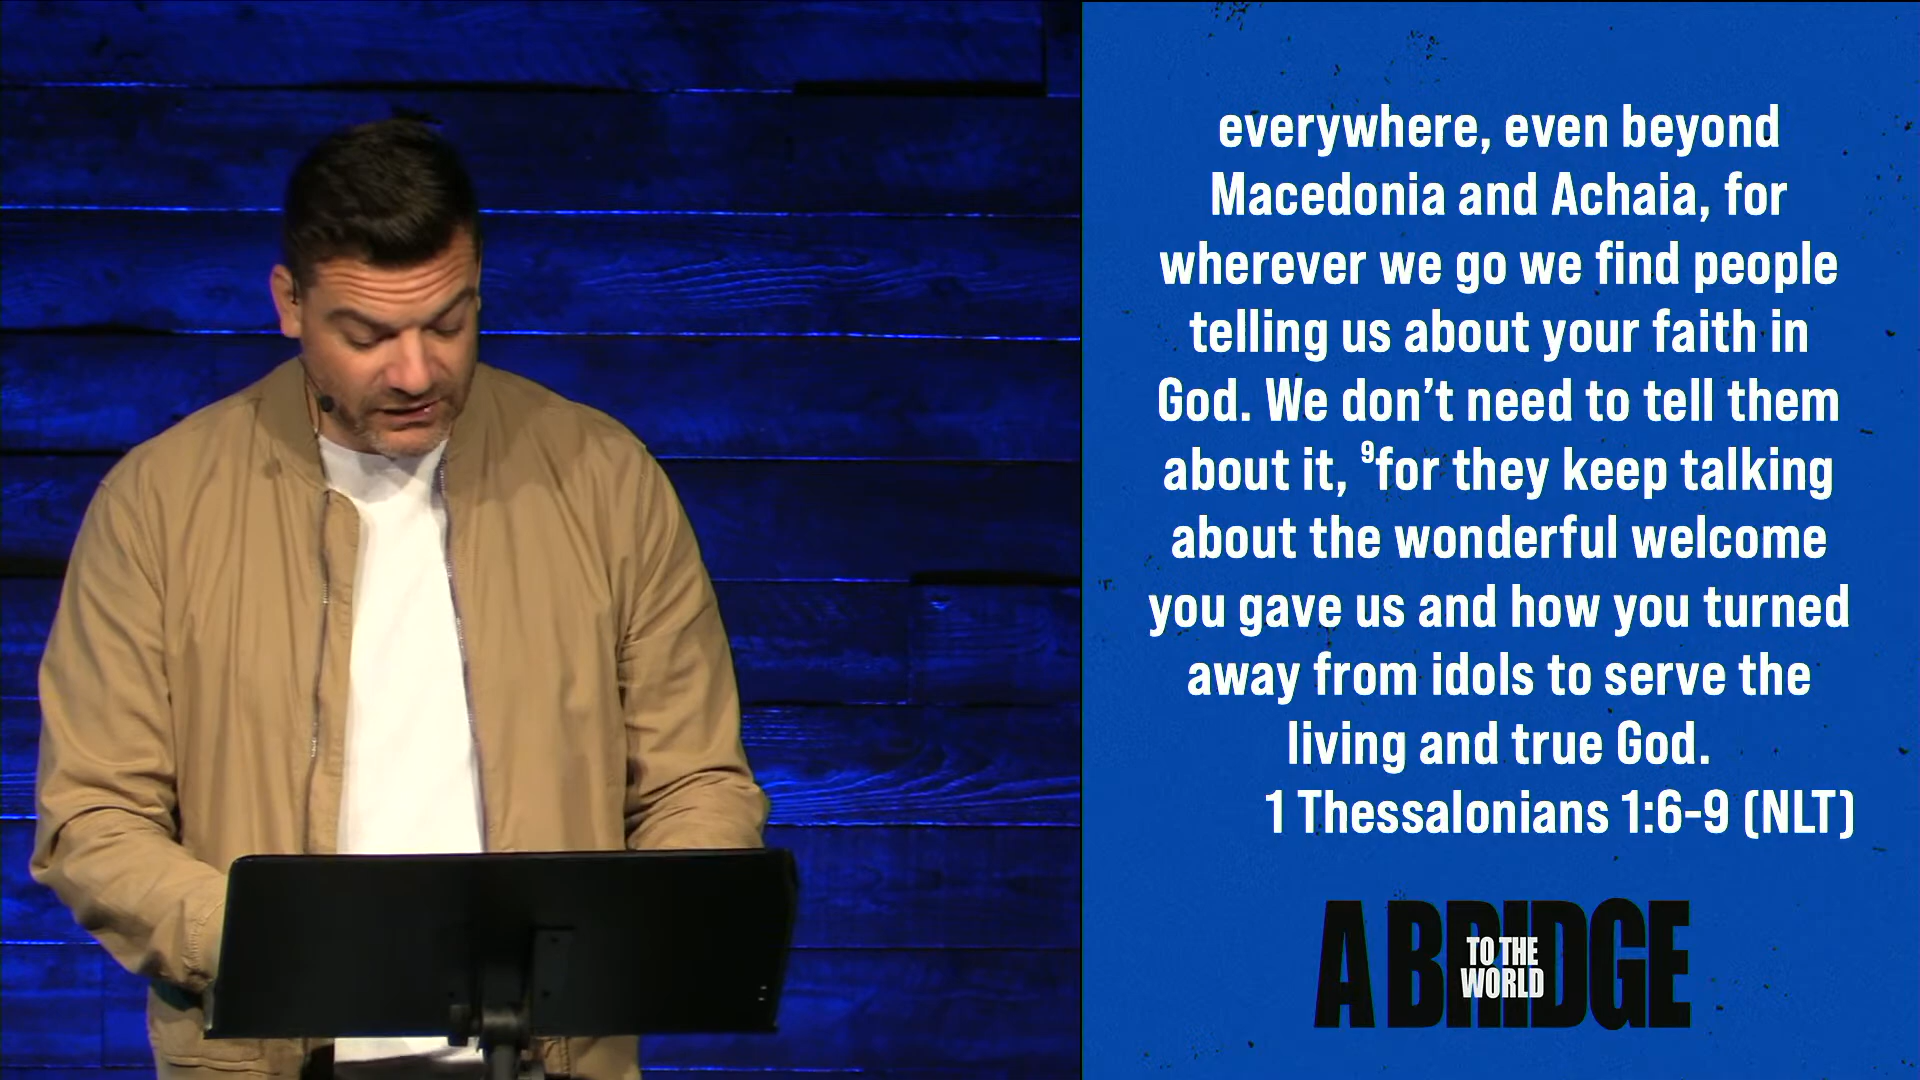 everywhere, even beyond
Macedonia and Achaia, for
wherever we go we find people
telling us about your faith in
God. We don’t need to tell them
about it, ⁹for they keep talking
about the wonderful welcome
you gave us and how you turned
away from idols to serve the
living and true God.
1 Thessalonians 1:6-9 (NLT)
A BRIDGE
TO THE
WORLD